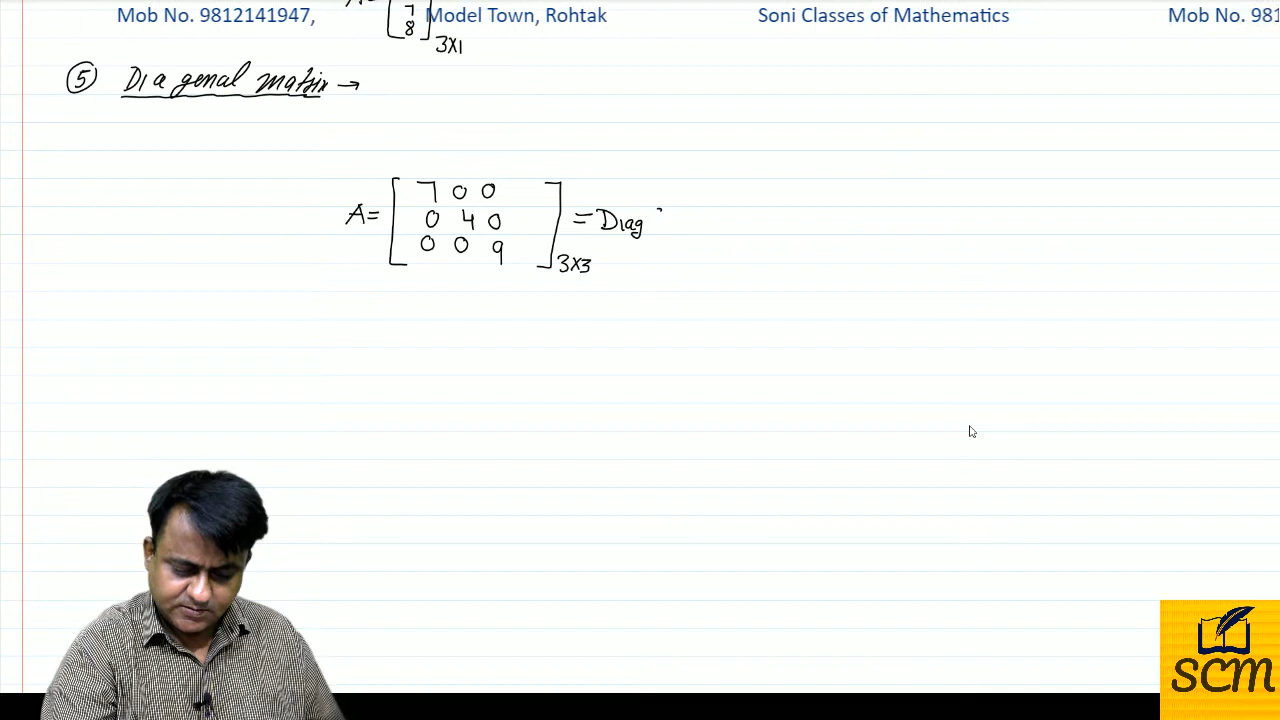 Mob No. 9812141947, Model Town, Rohtak Soni Classes of Mathematics Mob No. 981
7
8
3X1
⑤ Diagenal matrix →
A= [ 7 0 0
0 4 0
0 0 9 ] 3X3 = Diag
SCM